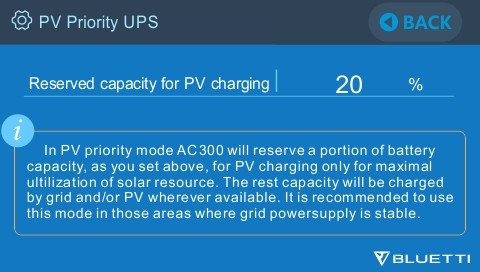 PV Priority UPS
BACK
Reserved capacity for PV charging 20 %
i
In PV priority mode AC300 will reserve a portion of battery
capacity, as you set above, for PV charging only for maximal
ultilization of solar resource. The rest capacity will be charged
by grid and/or PV wherever available. It is recommended to use
this mode in those areas where grid powersupply is stable.
BLUETTI